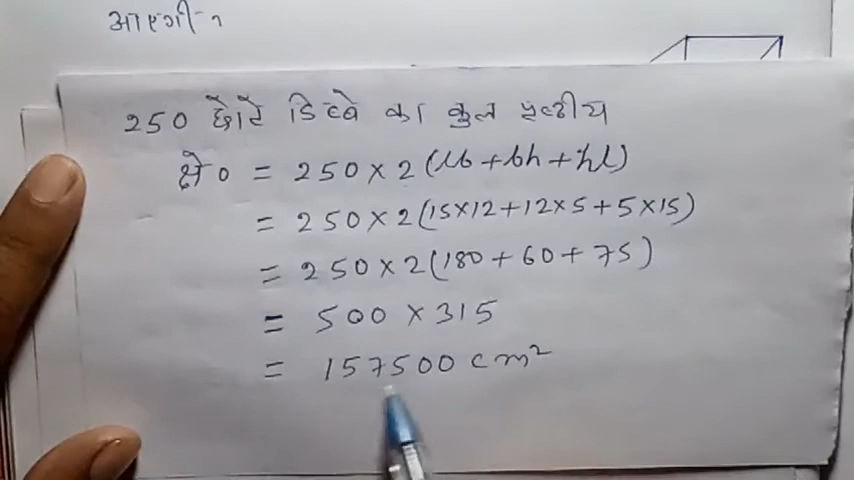 आएगी-?
250 छोटे डिब्बे का कुल पृष्ठीय
क्षे० = 250 × 2 (lb + bh + hl)
= 250 × 2 (15×12 + 12×5 + 5×15)
= 250 × 2 (180 + 60 + 75)
= 500 × 315
= 157500 cm²